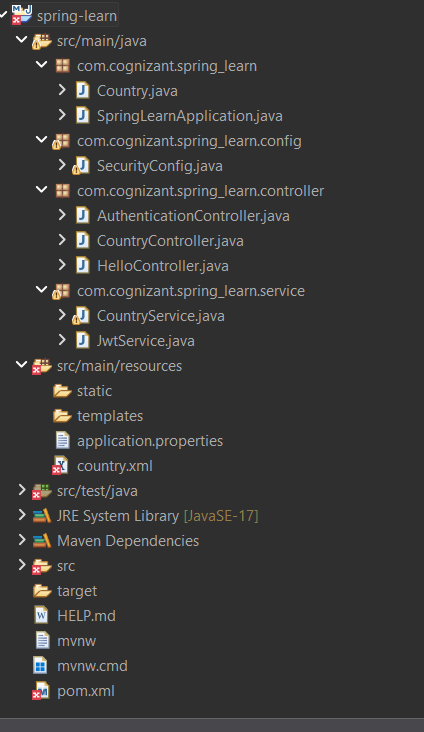 spring-learn
src/main/java
com.cognizant.spring_learn
Country.java
SpringLearnApplication.java
com.cognizant.spring_learn.config
SecurityConfig.java
com.cognizant.spring_learn.controller
AuthenticationController.java
CountryController.java
HelloController.java
com.cognizant.spring_learn.service
CountryService.java
JwtService.java
src/main/resources
static
templates
application.properties
country.xml
src/test/java
JRE System Library [JavaSE-17]
Maven Dependencies
src
target
HELP.md
mvnw
mvnw.cmd
pom.xml